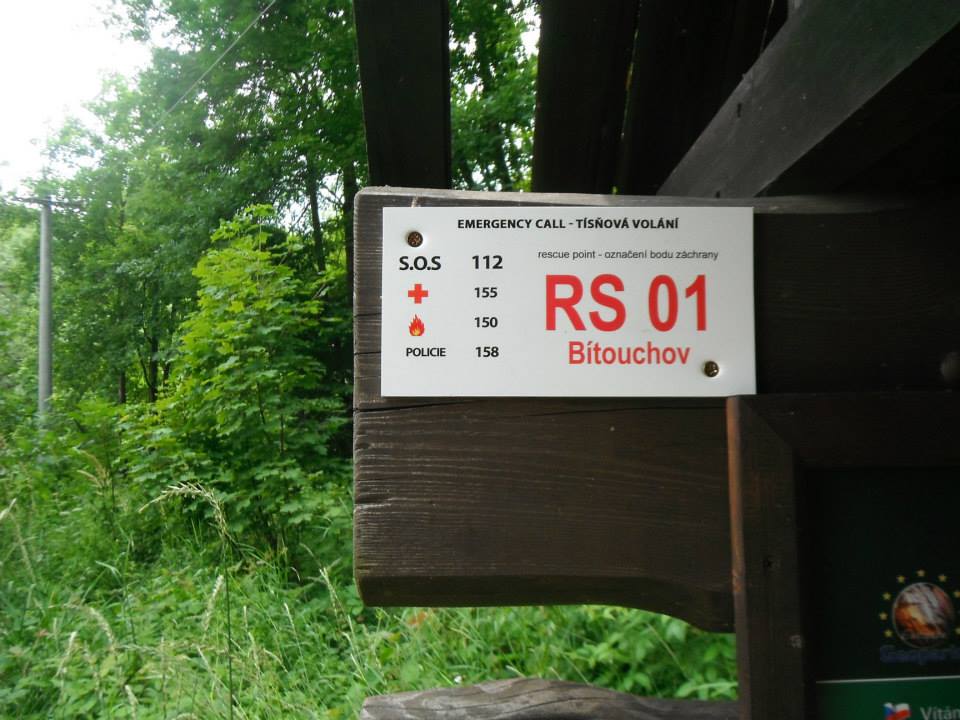 EMERGENCY CALL - TÍSŇOVÁ VOLÁNÍ
S.O.S 112
155
150
POLICIE 158
rescue point - označení bodu záchrany
RS 01
Bítouchov